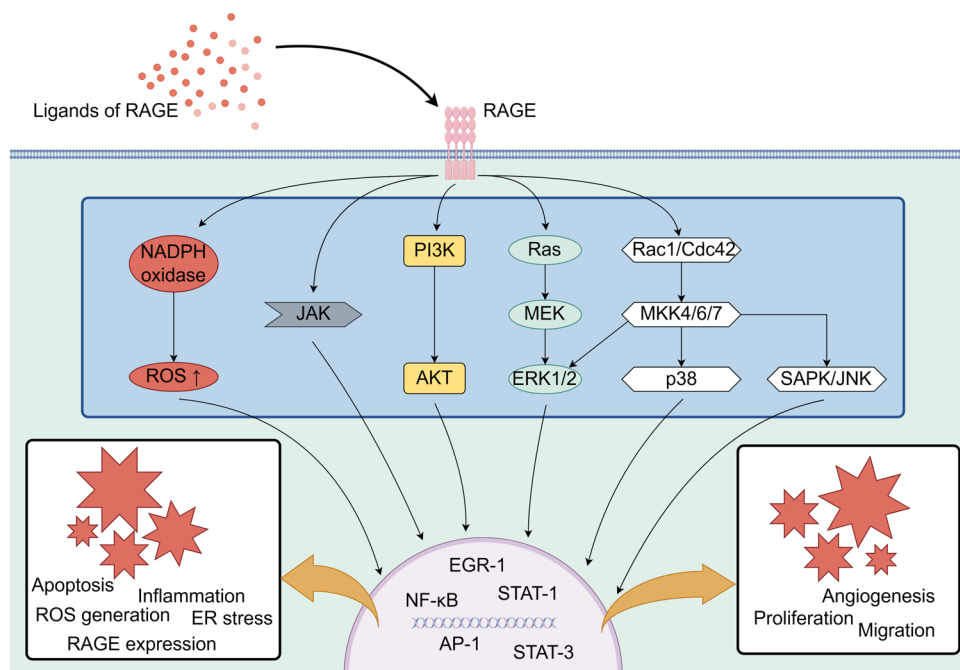 Ligands of RAGE
RAGE
NADPH
oxidase
PI3K
Ras
Rac1/Cdc42
JAK
MEK
MKK4/6/7
ROS ↑
AKT
ERK1/2
p38
SAPK/JNK
Apoptosis
Inflammation
ROS generation
ER stress
RAGE expression
EGR-1
NF-κB
STAT-1
AP-1
STAT-3
Angiogenesis
Proliferation
Migration